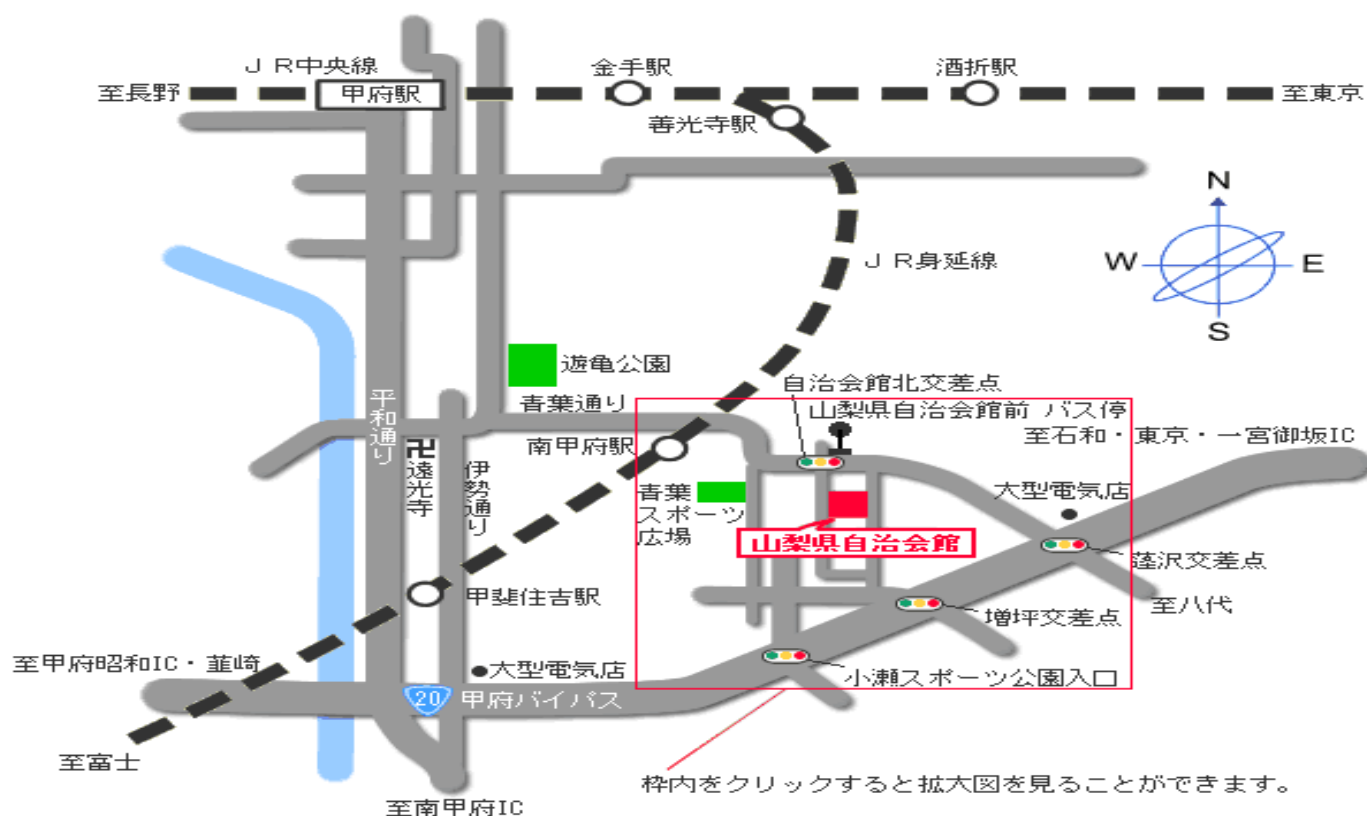 ＪＲ中央線
金手駅
酒折駅
至長野
甲府駅
至東京
善光寺駅
N
ＪＲ身延線
W
E
S
遊亀公園
自治会館北交差点
平和通り
青葉通り
山梨県自治会館前 バス停
南甲府駅
至石和・東京・一宮御坂IC
卍
遠光寺
伊勢通り
青葉
スポーツ
広場
大型電気店
山梨県自治会館
蓬沢交差点
甲斐住吉駅
至八代
増坪交差点
至甲府昭和IC・韮崎
大型電気店
小瀬スポーツ公園入口
20
甲府バイパス
至富士
枠内をクリックすると拡大図を見ることができます。
至南甲府IC